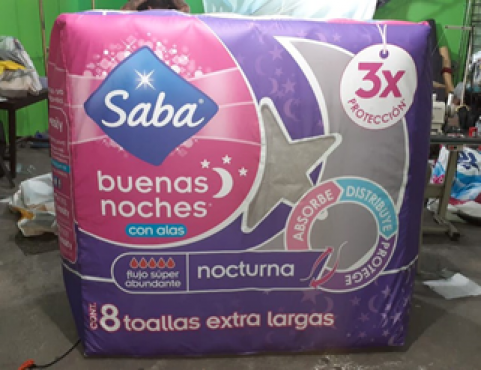 Saba
buenas
noches
con alas
flujo súper
abundante
nocturna
CONT. 8 toallas extra largas
3x
PROTECCIÓN
ABSORBE DISTRIBUYE PROTEGE